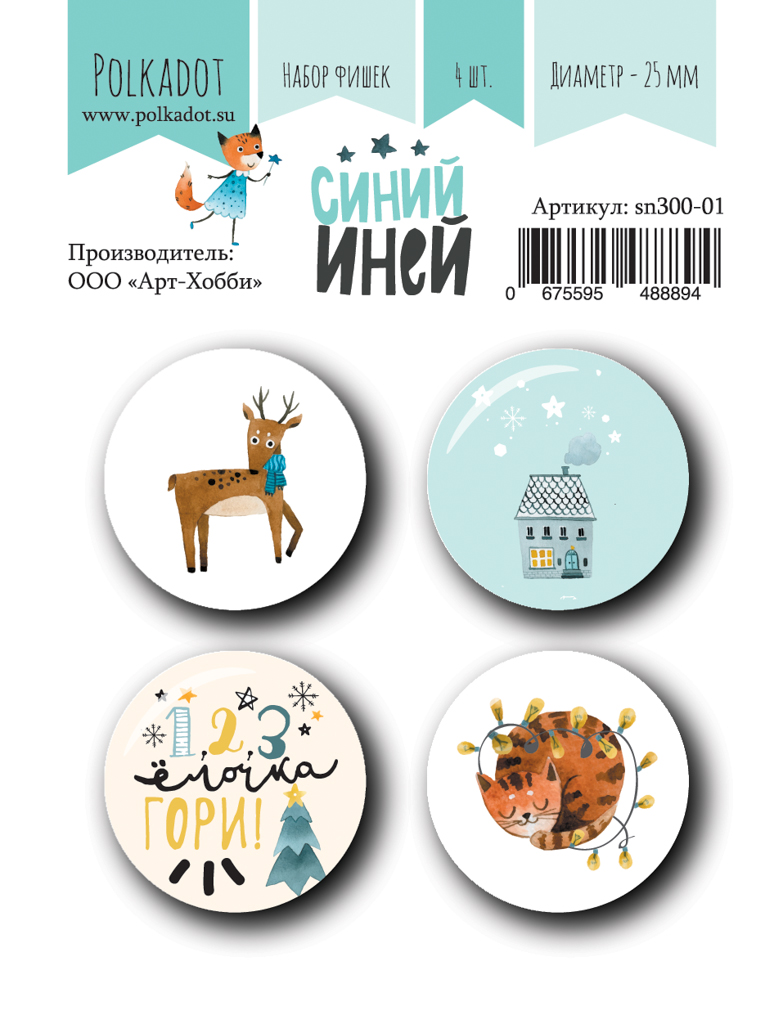 Polkadot
www.polkadot.su
Набор фишек
4 шт.
Диаметр - 25 мм
синий
иней
Артикул: sn300-01
Производитель:
ООО «Арт-Хобби»
0 675595 488894
1 2 3
ёлочка
ГОРИ!